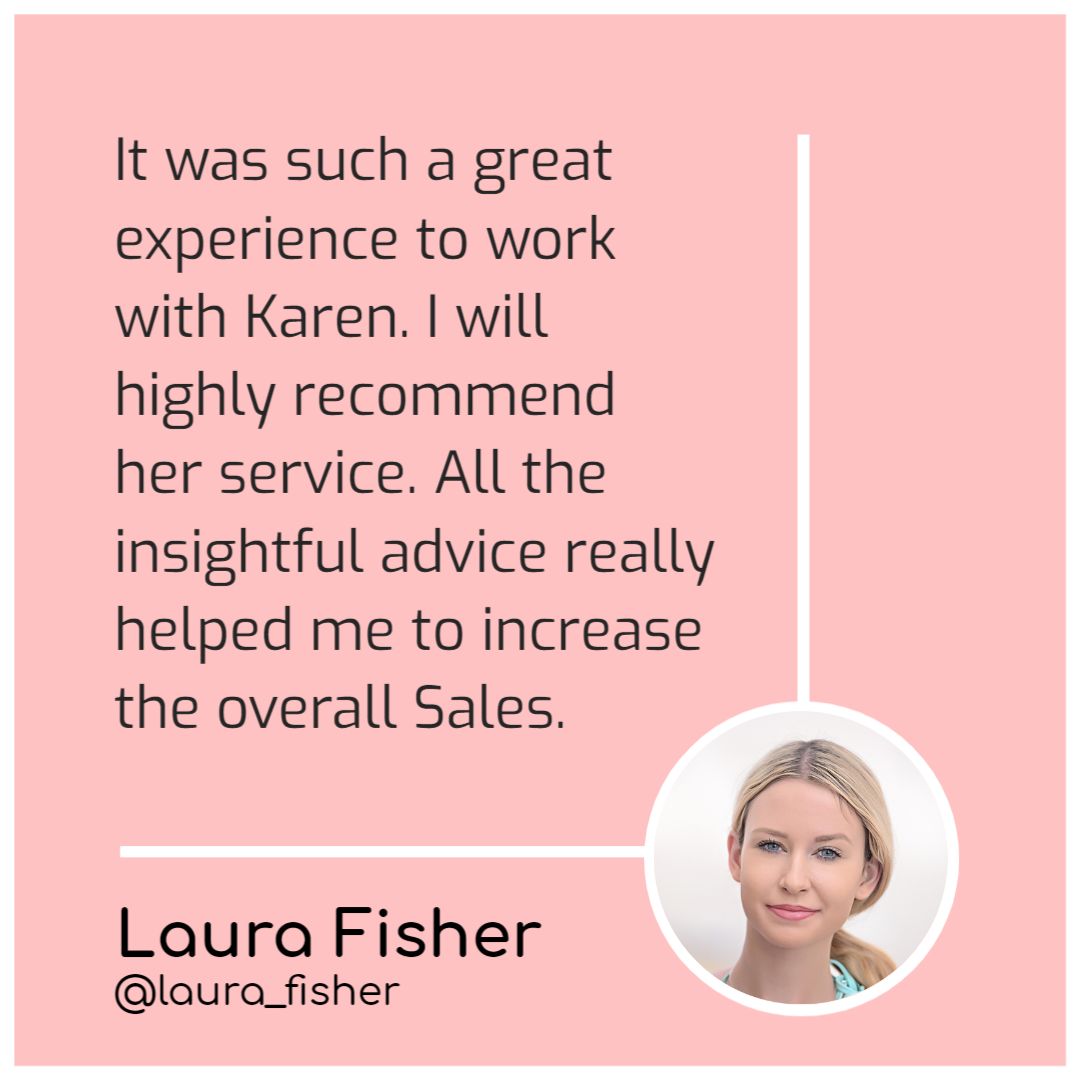 It was such a great
experience to work
with Karen. I will
highly recommend
her service. All the
insightful advice really
helped me to increase
the overall Sales.
Laura Fisher
@laura_fisher